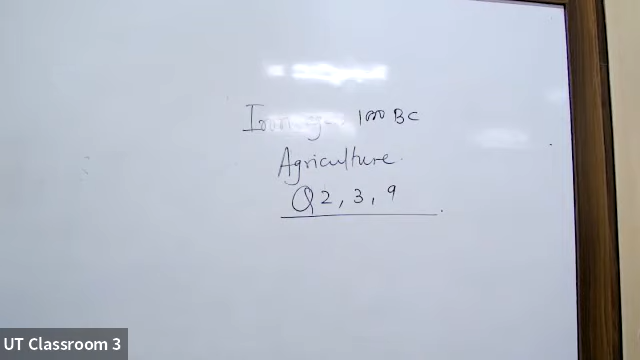 Iron age 1000 BC
Agriculture.
Q 2, 3, 9
UT Classroom 3